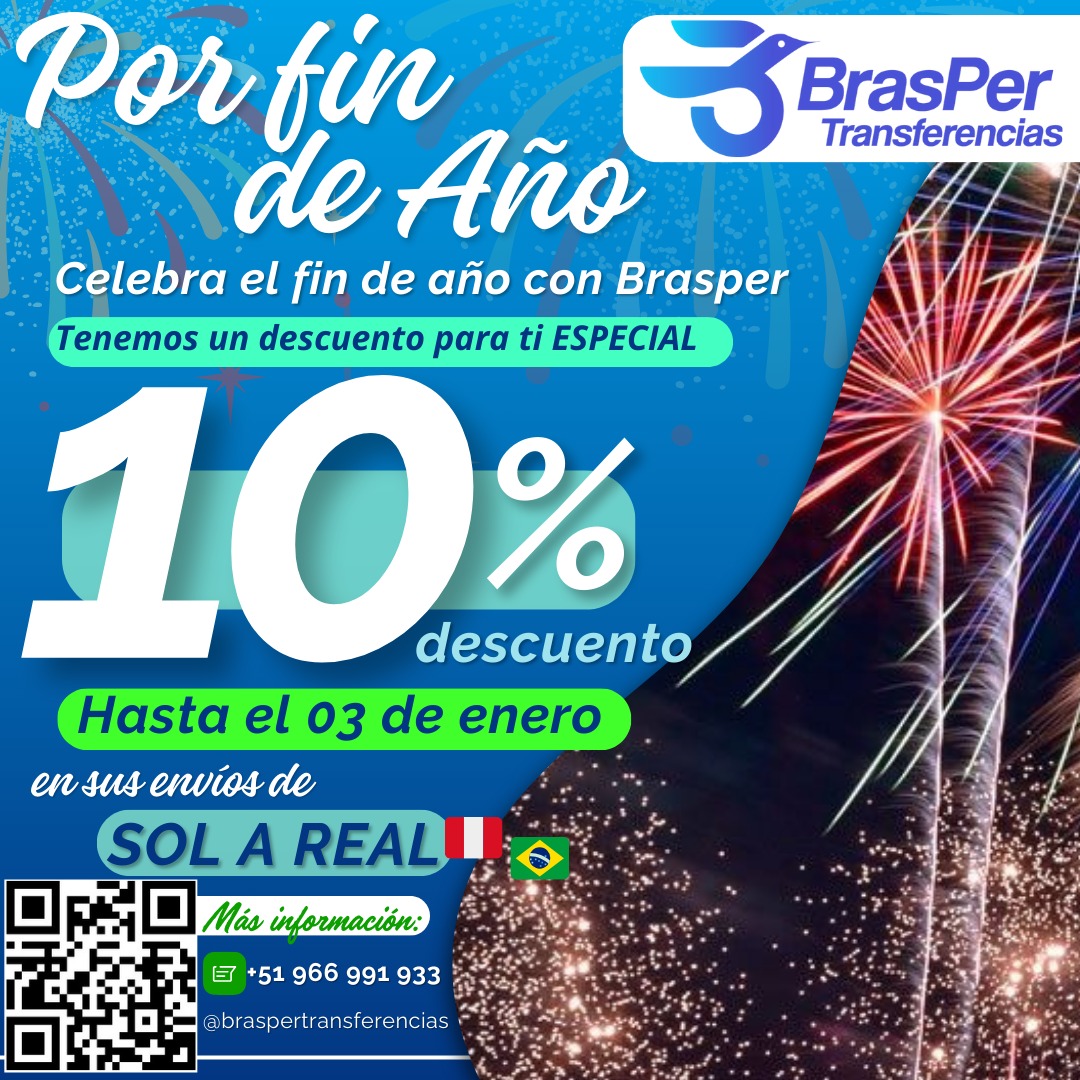 Por fin
de Año
BrasPer
Transferencias
Celebra el fin de año con Brasper
Tenemos un descuento para ti ESPECIAL
10%
descuento
Hasta el 03 de enero
en sus envíos de
SOL A REAL
Más información:
+51 966 991 933
@braspertransferencias